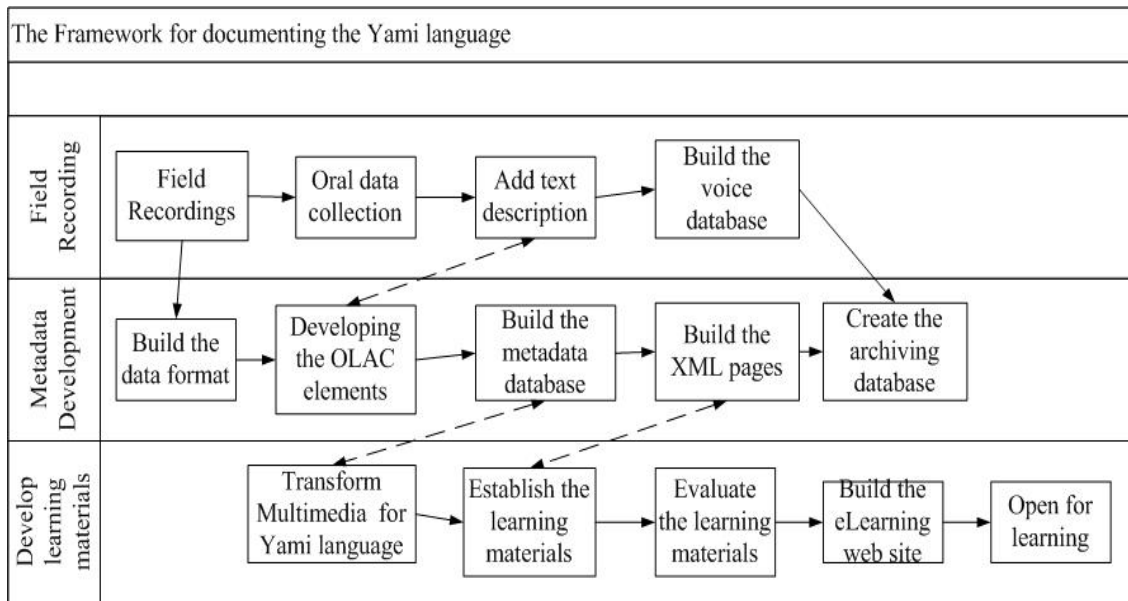 The Framework for documenting the Yami language
Field
Recording
Field
Recordings
Oral data
collection
Add text
description
Build the
voice
database
Metadata
Development
Build the
data format
Developing
the OLAC
elements
Build the
metadata
database
Build the
XML pages
Create the
archiving
database
Develop
learning
materials
Transform
Multimedia for
Yami language
Establish the
learning
materials
Evaluate
the learning
materials
Build the
eLearning
web site
Open for
learning